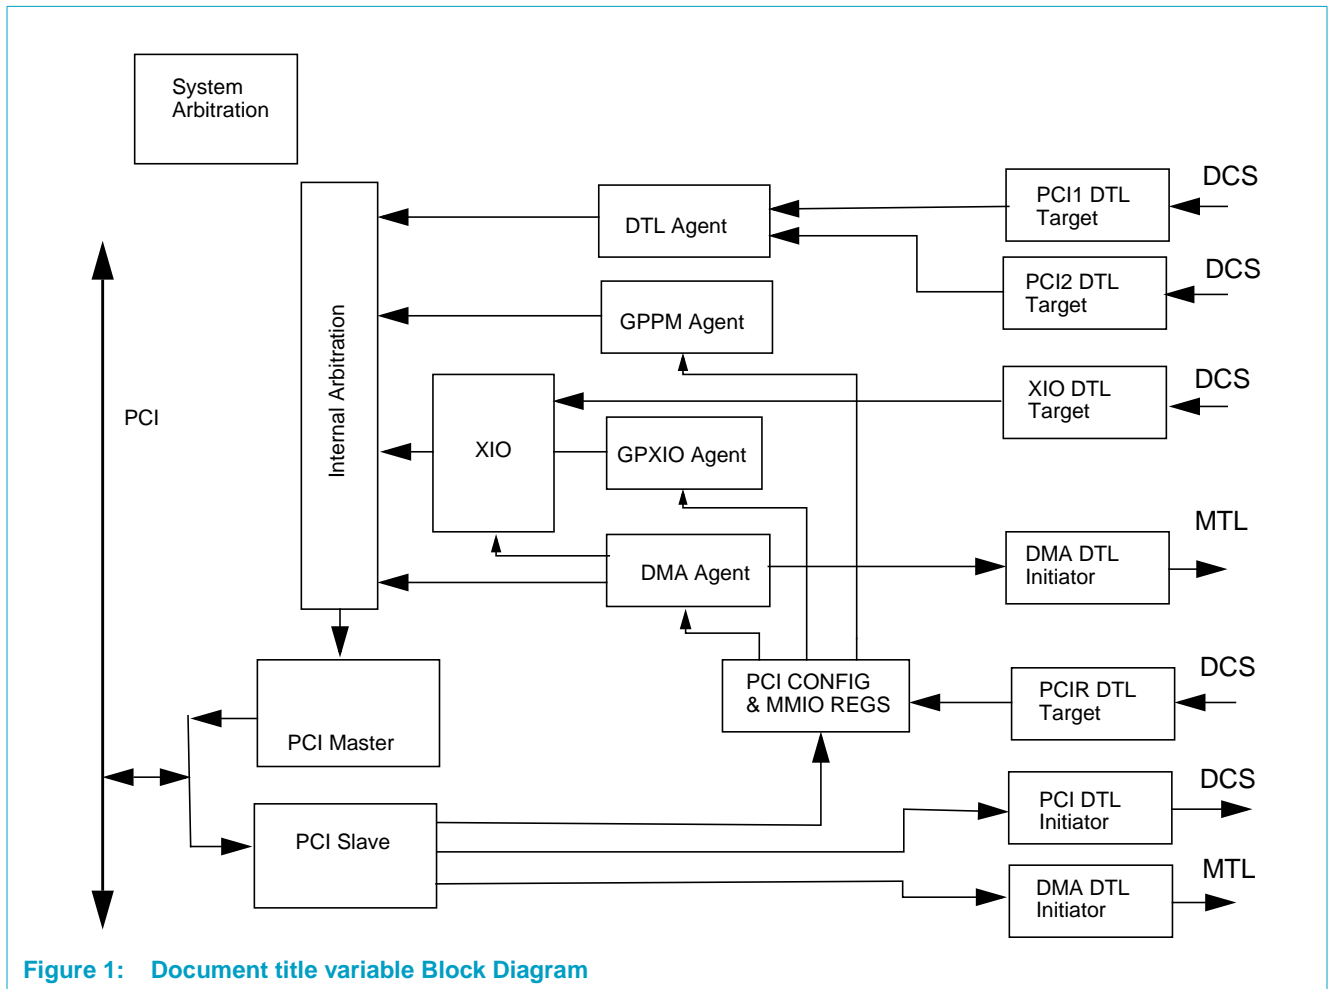 System
Arbitration
DCS
PCI1 DTL
Target
DTL Agent
DCS
PCI2 DTL
Target
GPPM Agent
Internal Arbitration
DCS
XIO DTL
Target
PCI
XIO
GPXIO Agent
MTL
DMA DTL
Initiator
DMA Agent
DCS
PCI CONFIG
& MMIO REGS
PCIR DTL
Target
PCI Master
DCS
PCI DTL
Initiator
PCI Slave
MTL
DMA DTL
Initiator
Figure 1: Document title variable Block Diagram